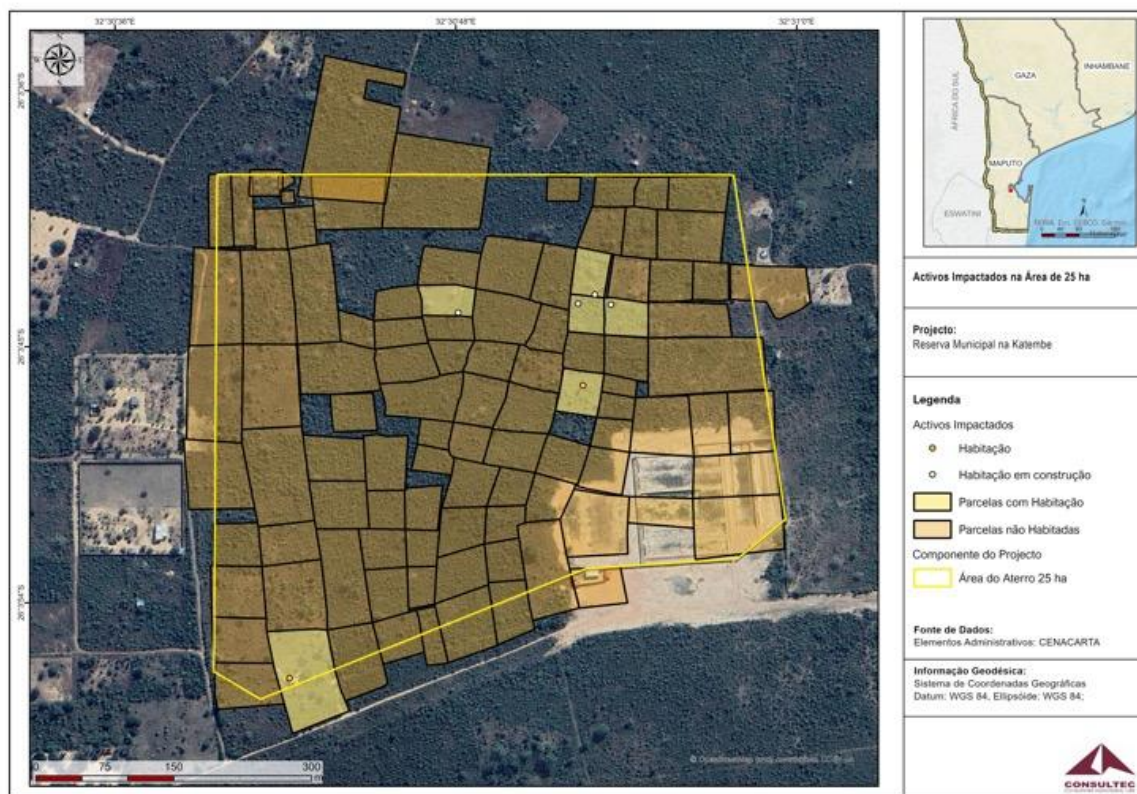 32°30'36"E
32°30'48"E
32°31'0"E
26°3'36"S
26°3'45"S
26°3'54"S
0 75 150 300
m
GAZA
INHAMBANE
ÁFRICA DO SUL
MAPUTO
ESWATINI
Activos Impactados na Área de 25 ha
Projecto:
Reserva Municipal na Katembe
Legenda
Activos Impactados
Habitação
Habitação em construção
Parcelas com Habitação
Parcelas não Habitadas
Componente do Projecto
Área do Aterro 25 ha
Fonte de Dados:
Elementos Administrativos: CENACARTA
Informação Geodésica:
Sistema de Coordenadas Geográficas
Datum: WGS 84, Ellipsóide: WGS 84;
CONSULTEC